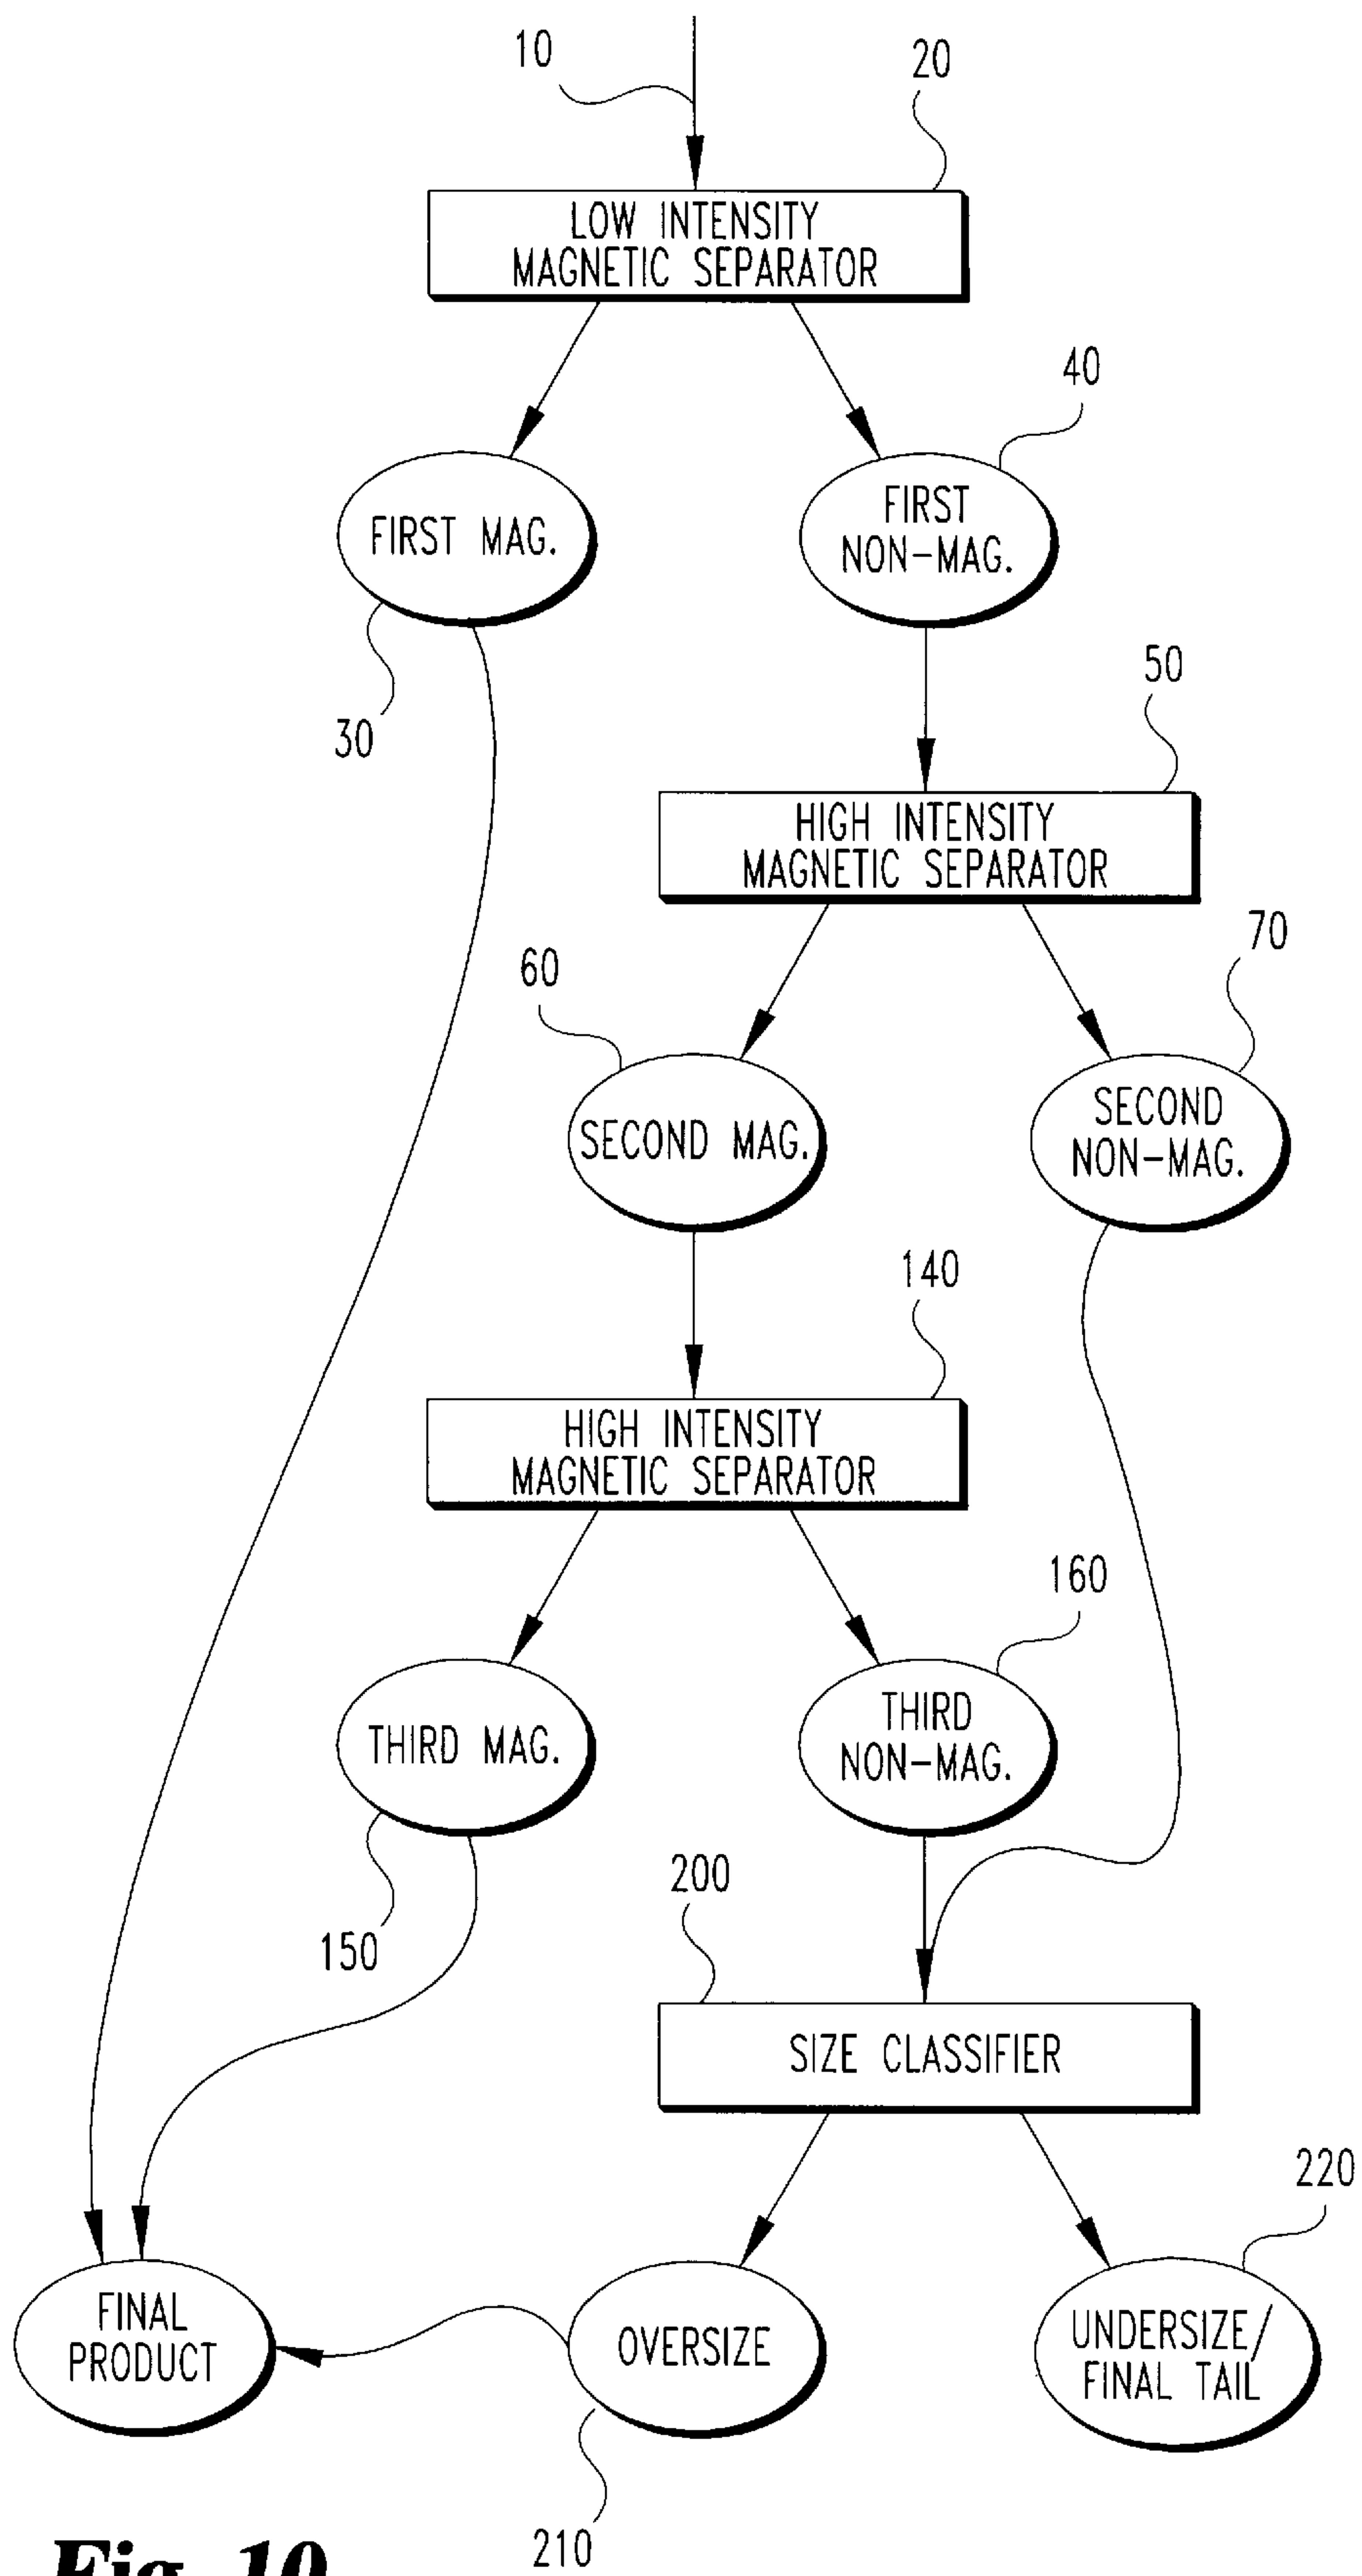 10
20
LOW INTENSITY
MAGNETIC SEPARATOR
40
FIRST MAG.
FIRST
NON-MAG.
30
50
HIGH INTENSITY
MAGNETIC SEPARATOR
60
70
SECOND MAG.
SECOND
NON-MAG.
140
HIGH INTENSITY
MAGNETIC SEPARATOR
160
THIRD MAG.
THIRD
NON-MAG.
150
200
SIZE CLASSIFIER
220
FINAL
PRODUCT
OVERSIZE
UNDERSIZE/
FINAL TAIL
210
Fig. 10